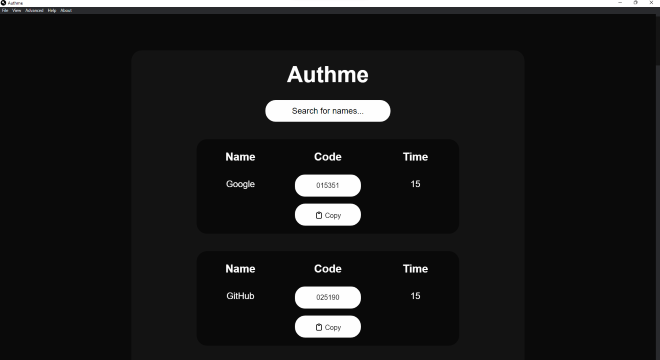 Authme
File View Advanced Help About
Authme
Search for names...
Name Code Time
Google 015351 15
Copy
Name Code Time
GitHub 025190 15
Copy